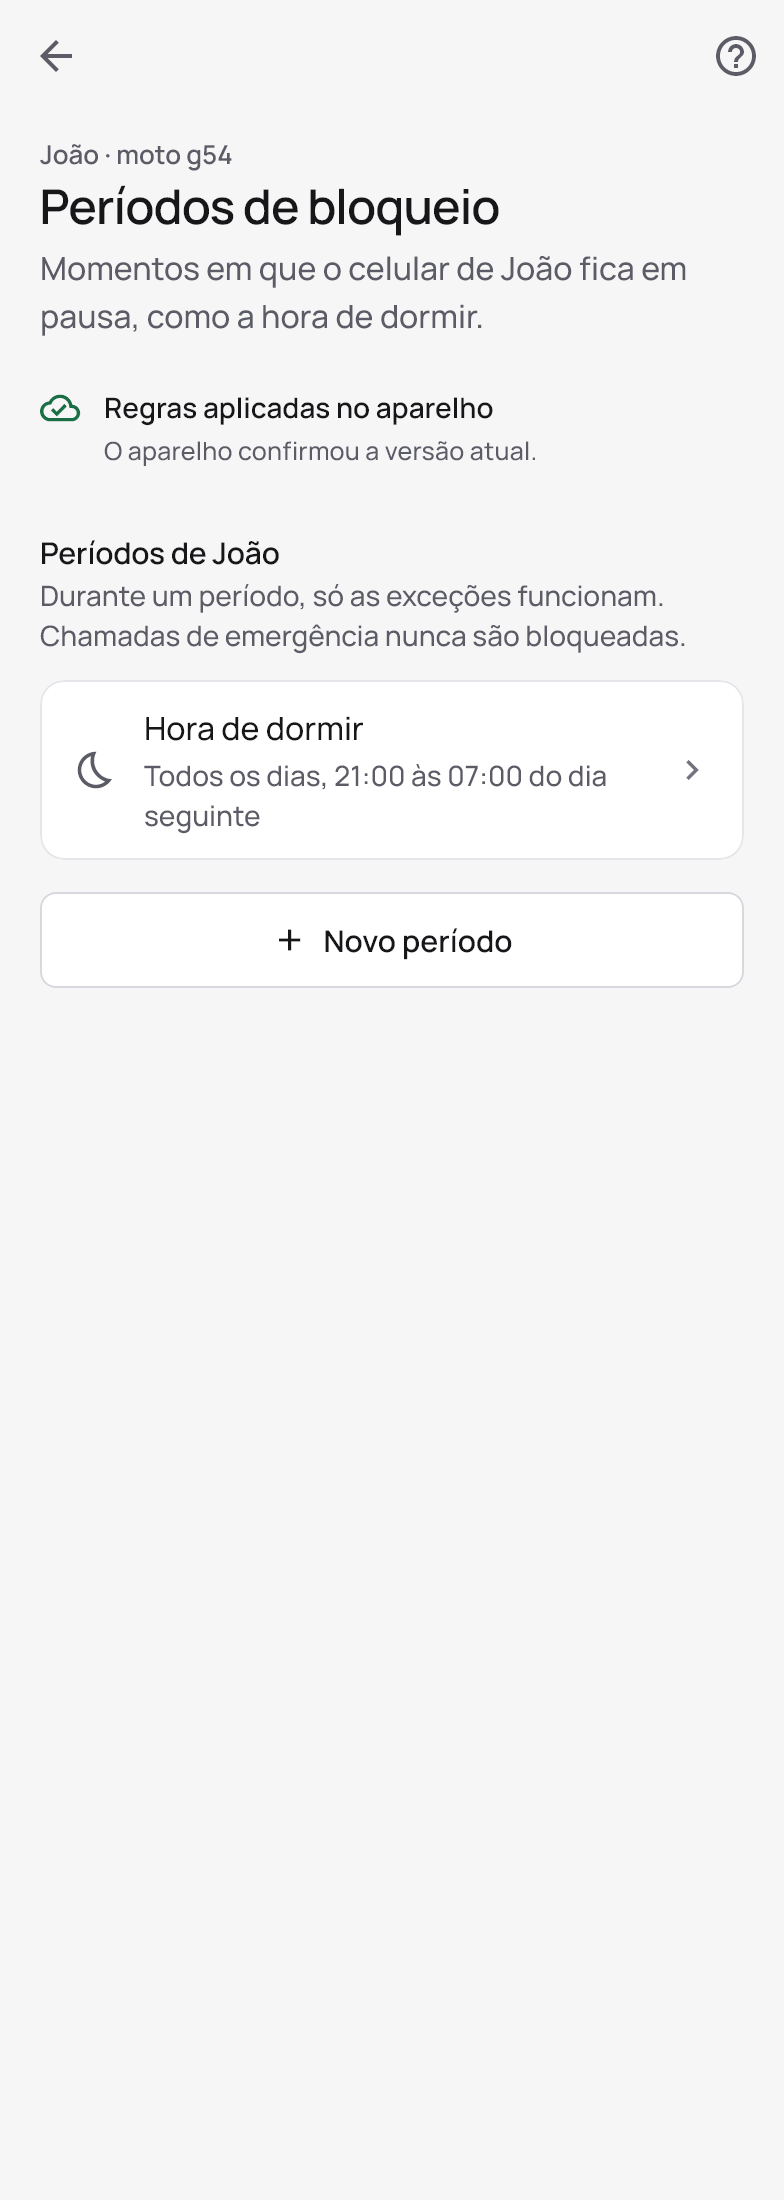 João · moto g54
Períodos de bloqueio
Momentos em que o celular de João fica em
pausa, como a hora de dormir.
Regras aplicadas no aparelho
O aparelho confirmou a versão atual.
Períodos de João
Durante um período, só as exceções funcionam.
Chamadas de emergência nunca são bloqueadas.
Hora de dormir
Todos os dias, 21:00 às 07:00 do dia
seguinte
+ Novo período